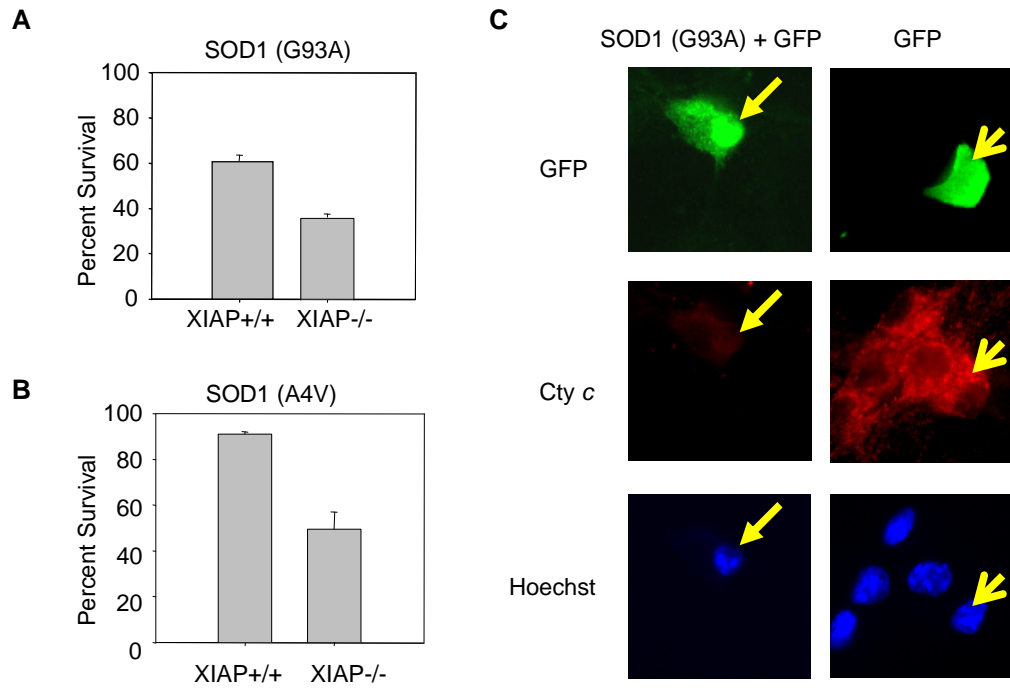 A
SOD1 (G93A)
Percent Survival
100
80
60
40
20
0
XIAP+/+ XIAP-/-
B
SOD1 (A4V)
Percent Survival
100
80
60
40
20
0
XIAP+/+ XIAP-/-
C
SOD1 (G93A) + GFP GFP
GFP
Cty c
Hoechst